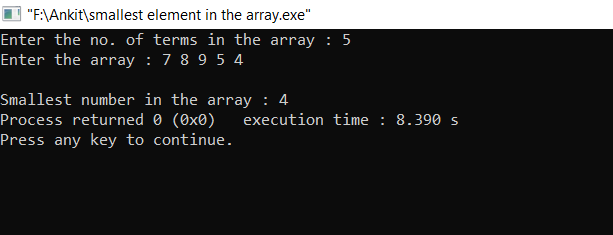 "F:\Ankit\smallest element in the array.exe"
Enter the no. of terms in the array : 5
Enter the array : 7 8 9 5 4
Smallest number in the array : 4
Process returned 0 (0x0)   execution time : 8.390 s
Press any key to continue.